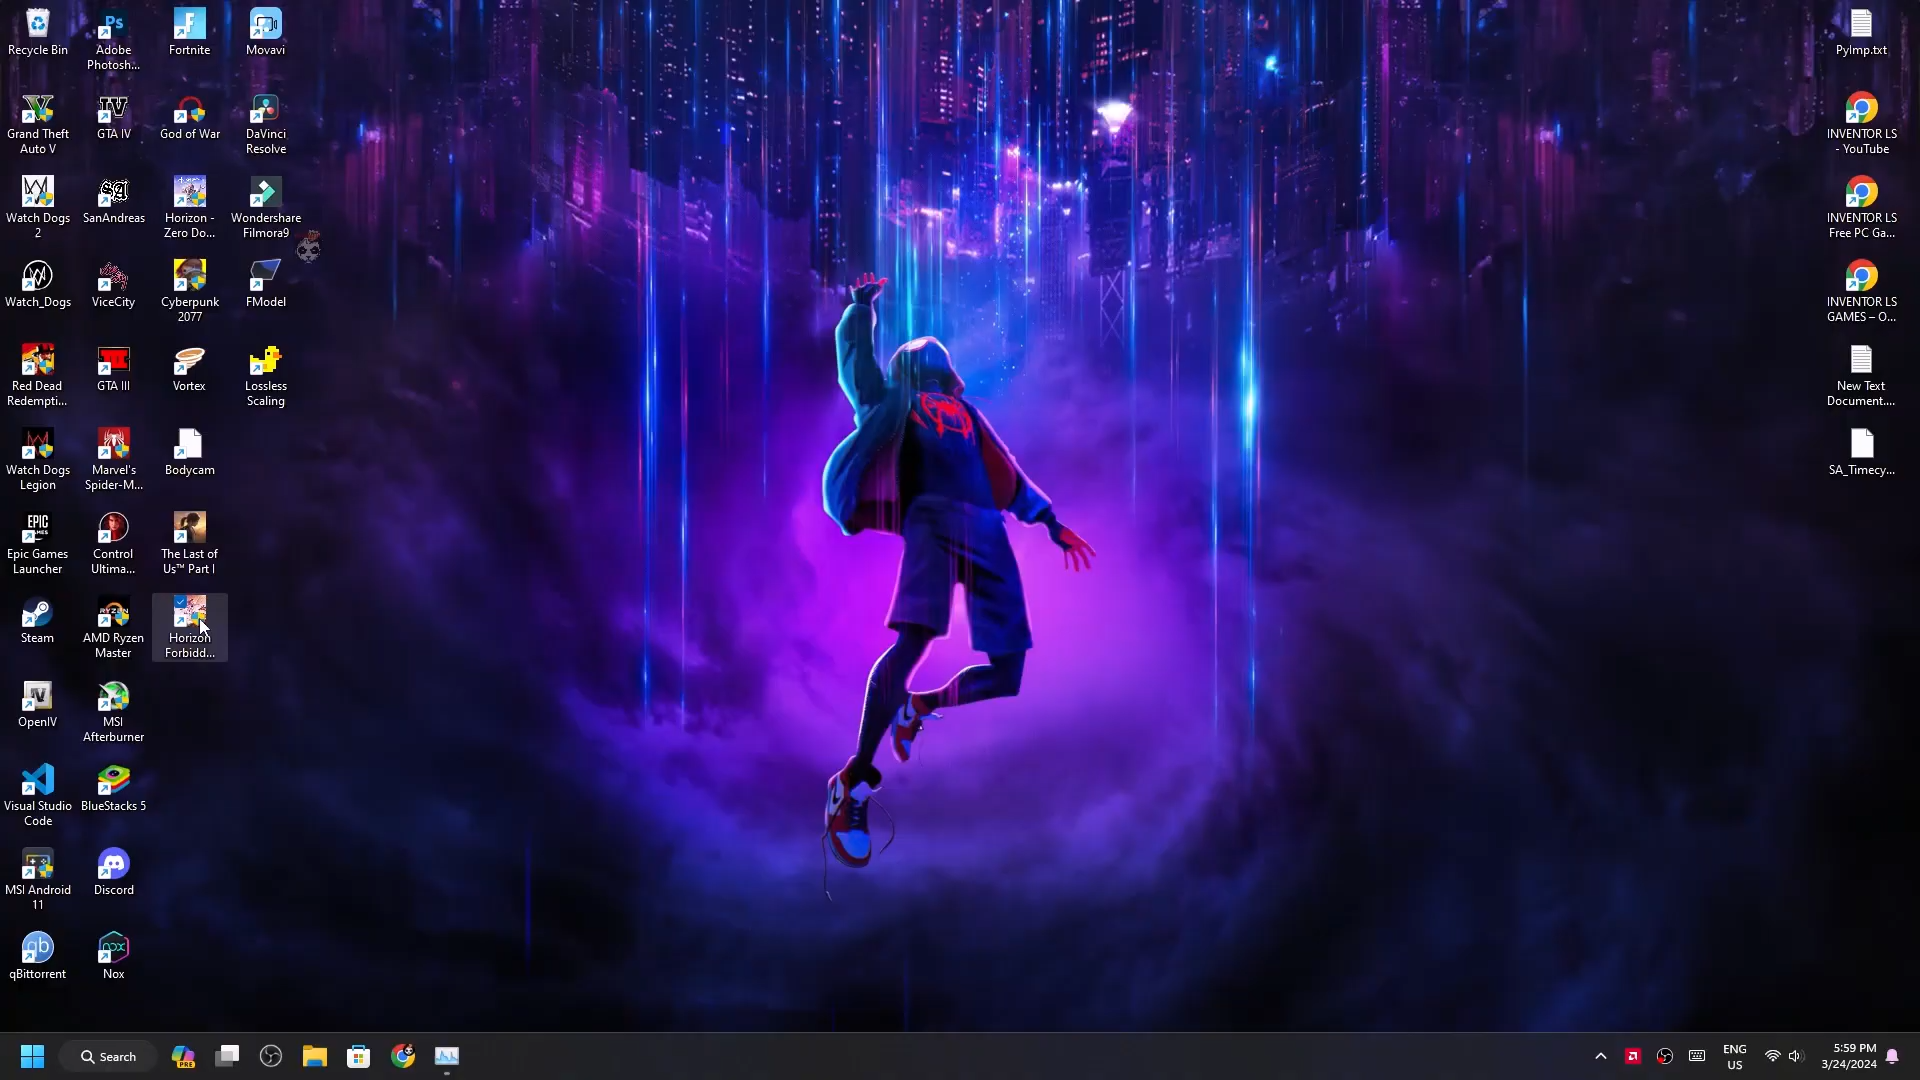 Recycle Bin
Adobe
Photosh...
Fortnite
Movavi
Grand Theft
Auto V
GTA IV
God of War
DaVinci
Resolve
Watch Dogs
2
SanAndreas
Horizon -
Zero Do...
Wondershare
Filmora9
Watch_Dogs
ViceCity
Cyberpunk
2077
FModel
Red Dead
Redempti...
GTA III
Vortex
Lossless
Scaling
Watch Dogs
Legion
Marvel's
Spider-M...
Bodycam
Epic Games
Launcher
Control
Ultima...
The Last of
Us™ Part I
Steam
AMD Ryzen
Master
Horizon
Forbidd...
OpenIV
MSI
Afterburner
Visual Studio
Code
BlueStacks 5
MSI Android
11
Discord
qBittorrent
Nox
PyImp.txt
INVENTOR LS
- YouTube
INVENTOR LS
Free PC Ga...
INVENTOR LS
GAMES – O...
New Text
Document....
SA_Timecy...
Search
PRE
ENG
US
5:59 PM
3/24/2024